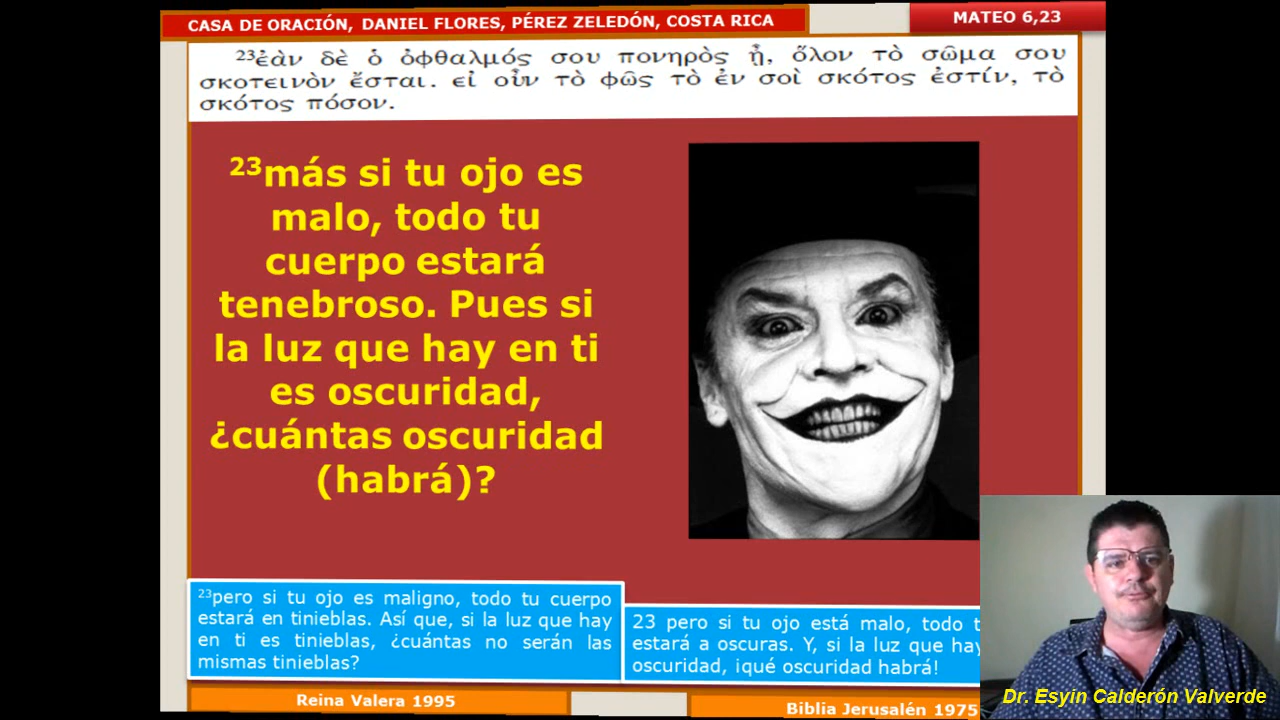 CASA DE ORACIÓN, DANIEL FLORES, PÉREZ ZELEDÓN, COSTA RICA
MATEO 6,23
²³ἐὰν δὲ ὁ ὀφθαλμός σου πονηρὸς ᾖ, ὅλον τὸ σῶμα σου
σκοτεινὸν ἔσται. εἰ οὖν τὸ φῶς τὸ ἐν σοὶ σκότος ἐστίν, τὸ
σκότος πόσον.
²³más si tu ojo es
malo, todo tu
cuerpo estará
tenebroso. Pues si
la luz que hay en ti
es oscuridad,
¿cuántas oscuridad
(habrá)?
²³pero si tu ojo es maligno, todo tu cuerpo
estará en tinieblas. Así que, si la luz que hay
en ti es tinieblas, ¿cuántas no serán las
mismas tinieblas?
Reina Valera 1995
23 pero si tu ojo está malo, todo t
estará a oscuras. Y, si la luz que hay
oscuridad, ¡qué oscuridad habrá!
Biblia Jerusalén 1975
Dr. Esyin Calderón Valverde